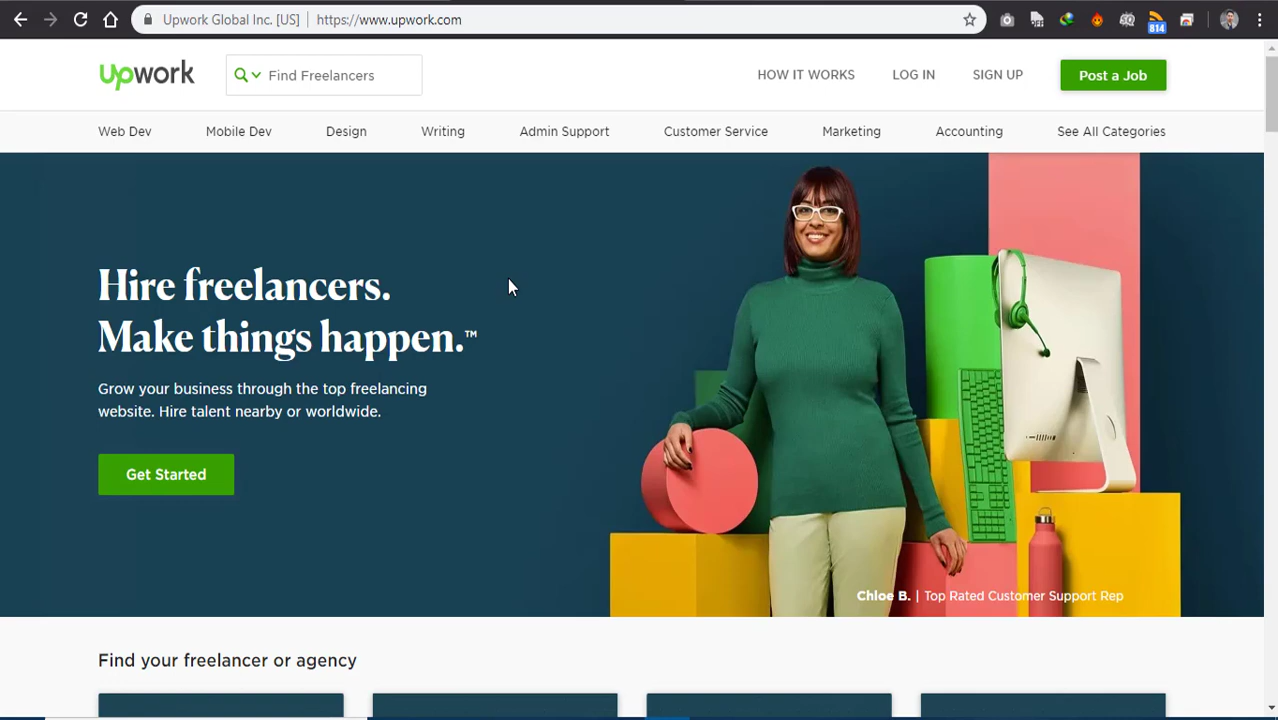 Upwork Global Inc. [US] https://www.upwork.com
OFF
814
upwork
Find Freelancers
HOW IT WORKS LOG IN SIGN UP Post a Job
Web Dev Mobile Dev Design Writing Admin Support Customer Service Marketing Accounting See All Categories
Hire freelancers.
Make things happen.™
Grow your business through the top freelancing
website. Hire talent nearby or worldwide.
Get Started
Chloe B. | Top Rated Customer Support Rep
Find your freelancer or agency